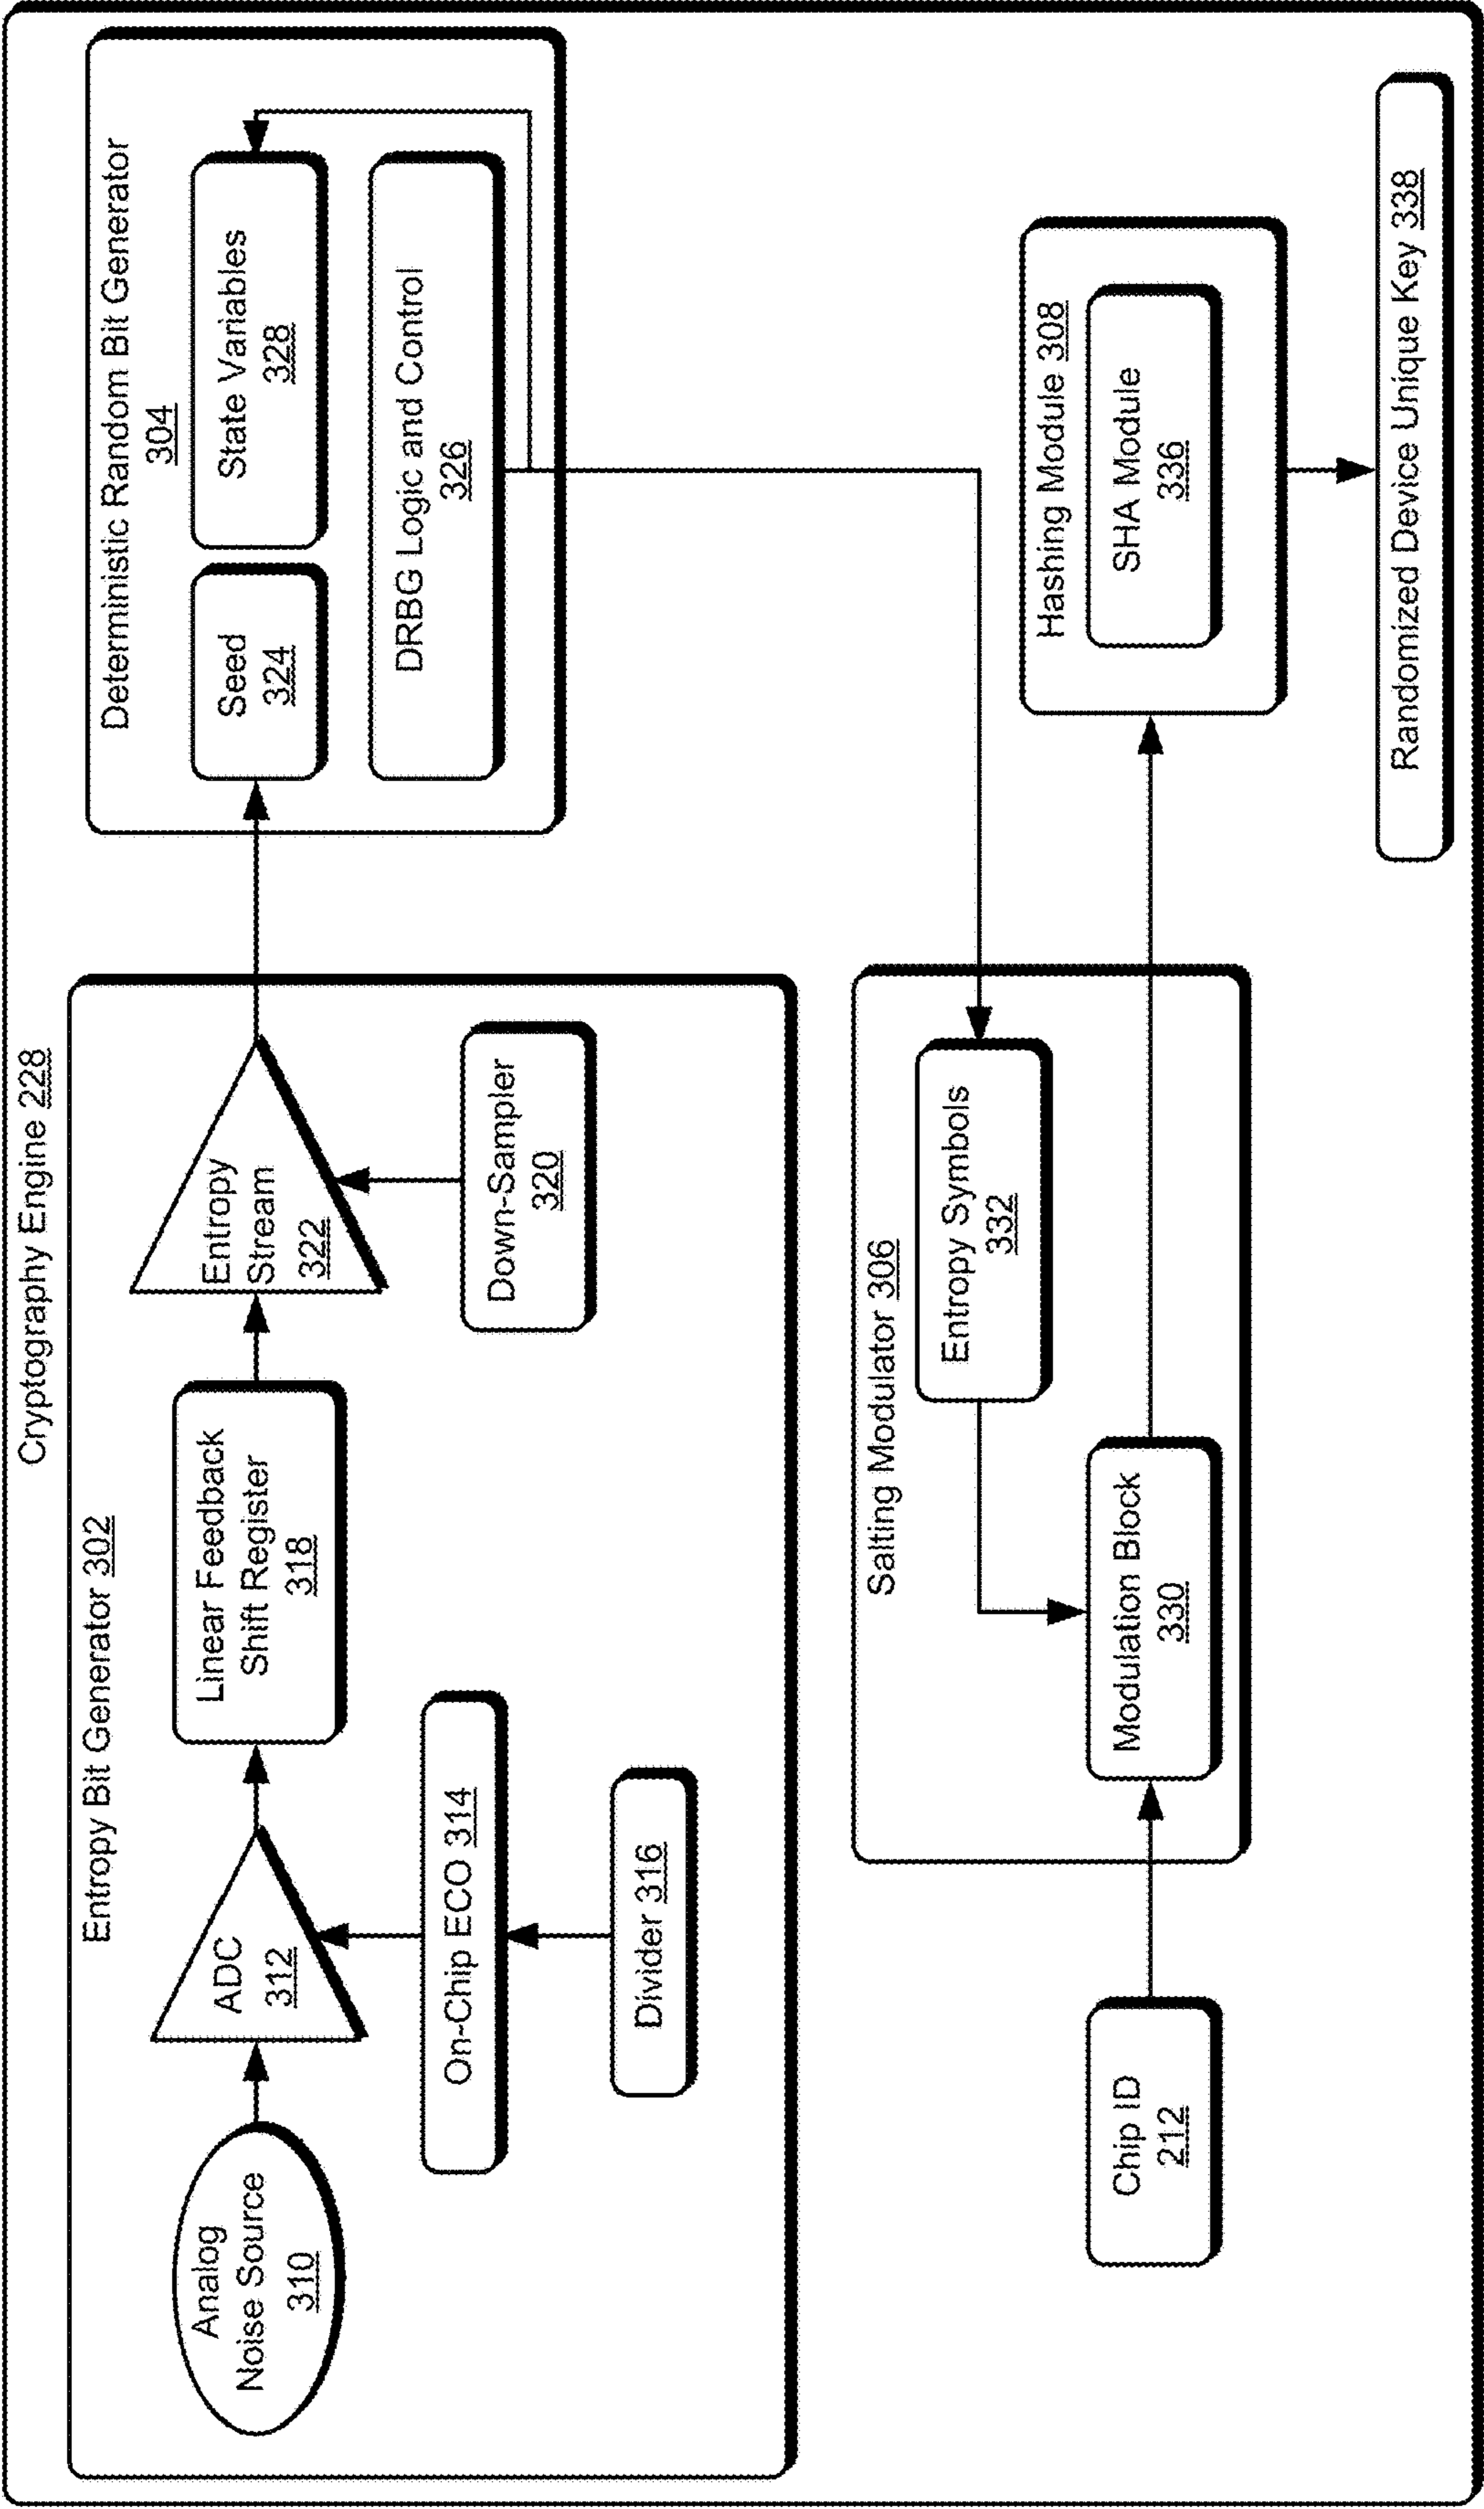 Cryptography Engine 228
Entropy Bit Generator 302
Analog
Noise Source
310
ADC
312
On-Chip ECO 314
Divider 316
Linear Feedback
Shift Register
318
Entropy
Stream
322
Down-Sampler
320
Deterministic Random Bit Generator
304
Seed
324
State Variables
328
DRBG Logic and Control
326
Chip ID
212
Salting Modulator 306
Entropy Symbols
332
Modulation Block
330
Hashing Module 308
SHA Module
336
Randomized Device Unique Key 338